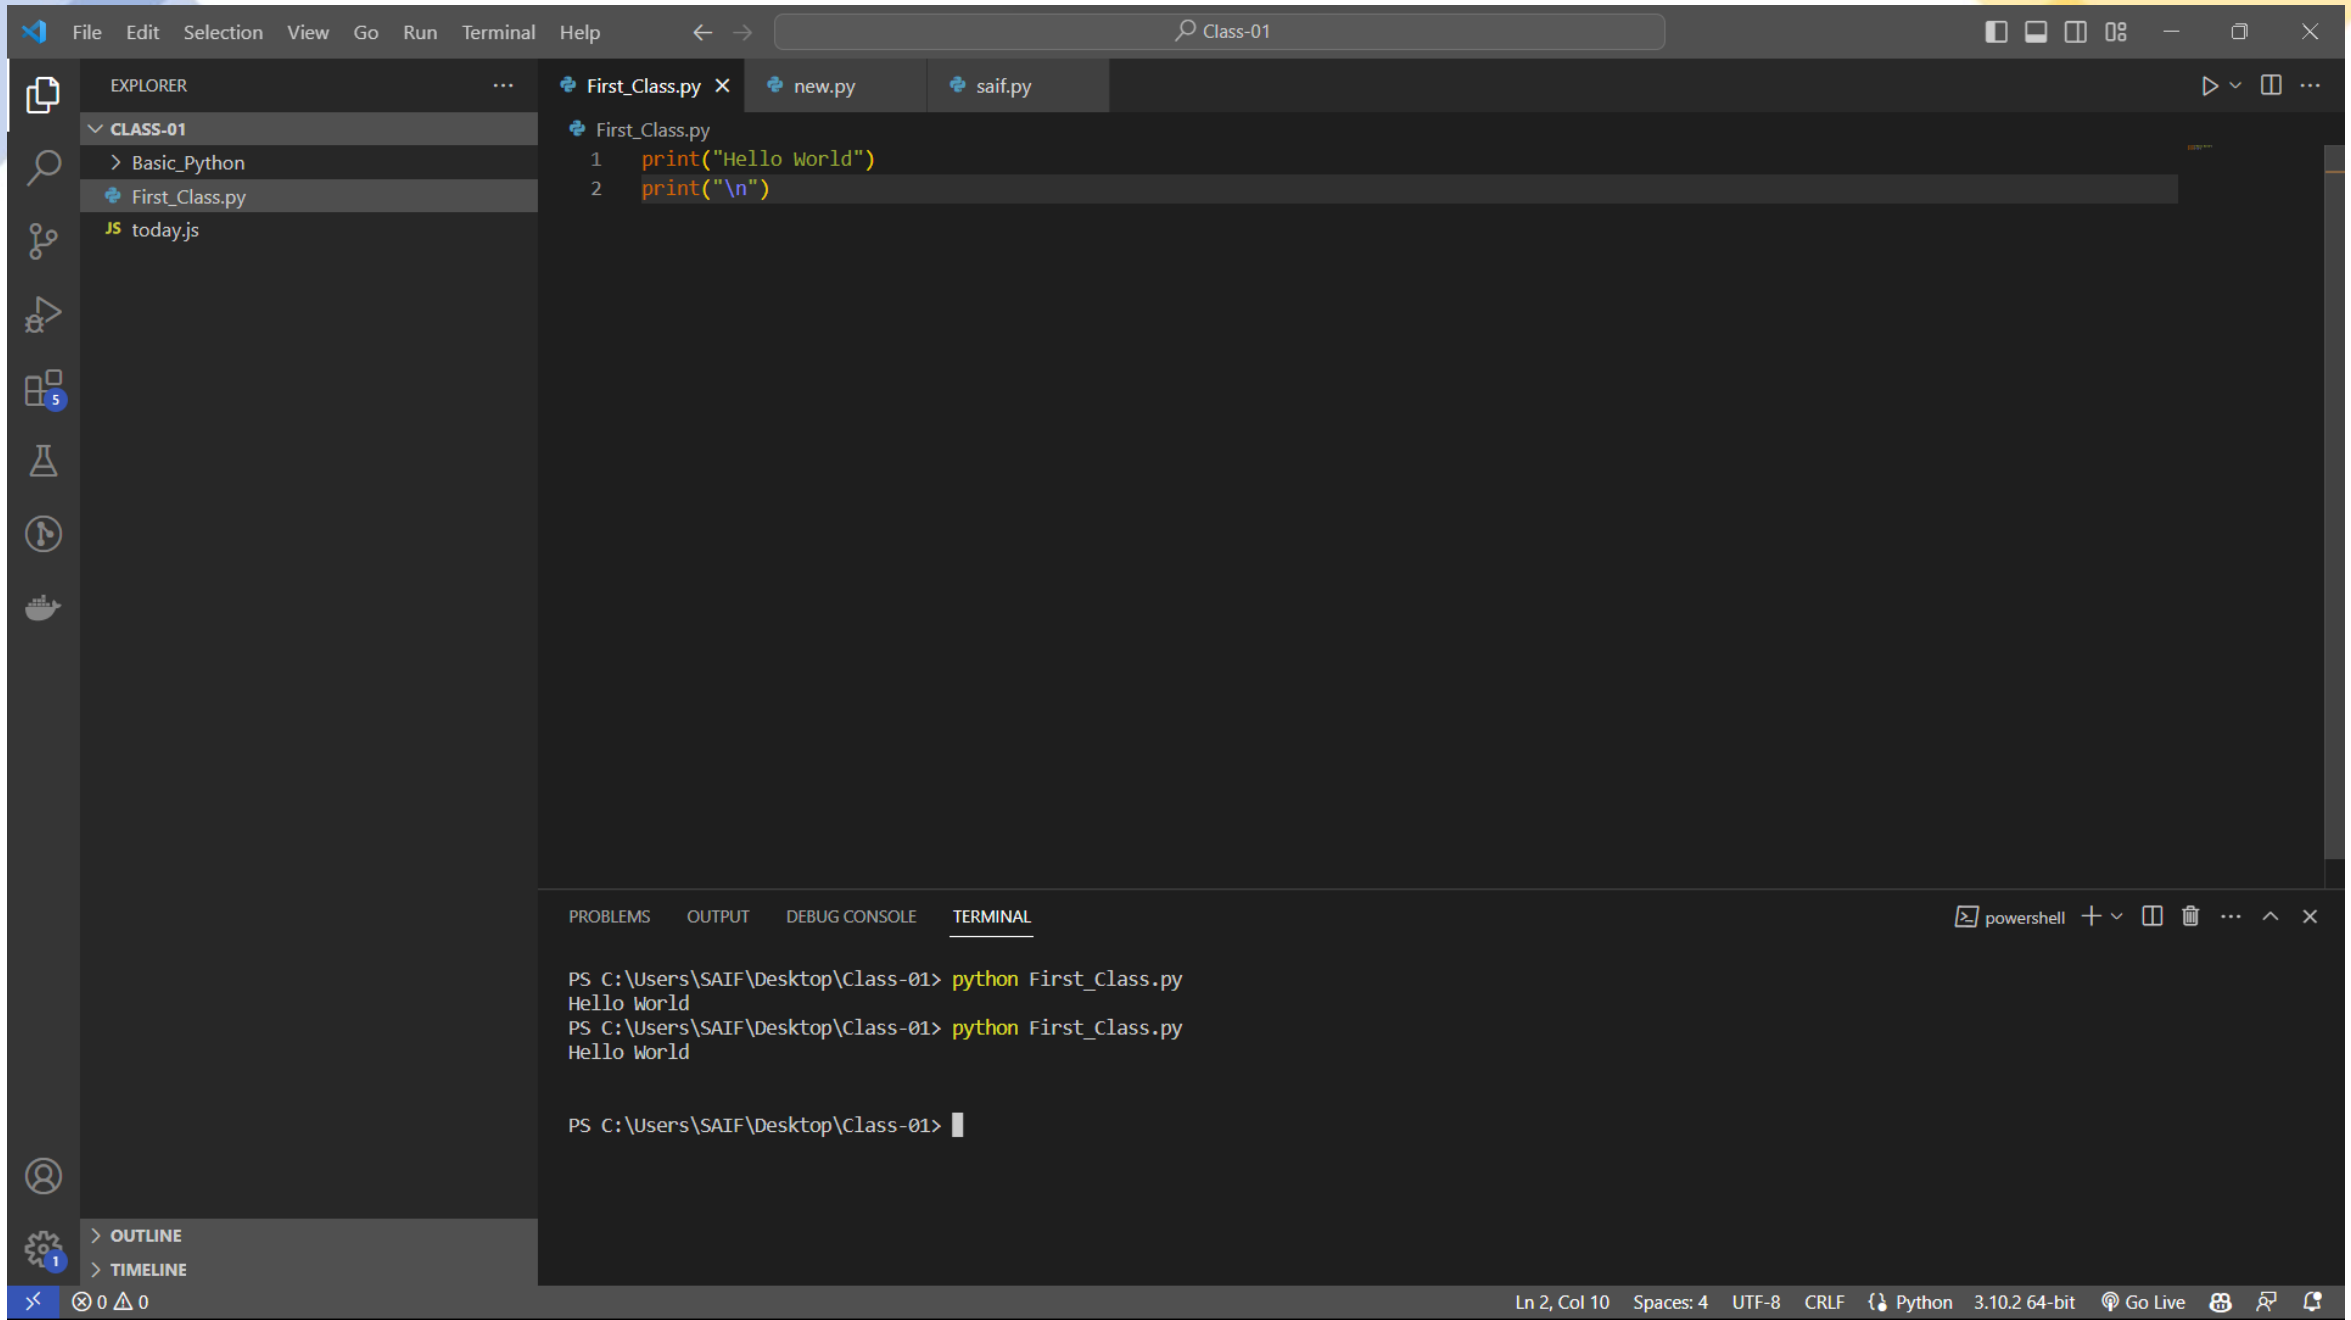 File Edit Selection View Go Run Terminal Help Class-01
EXPLORER
First_Class.py new.py saif.py
CLASS-01
Basic_Python
First_Class.py
JS today.js
First_Class.py
1 print("Hello World")
2 print("\n")
5
PROBLEMS OUTPUT DEBUG CONSOLE TERMINAL
powershell
PS C:\Users\SAIF\Desktop\Class-01> python First_Class.py
Hello World
PS C:\Users\SAIF\Desktop\Class-01> python First_Class.py
Hello World
PS C:\Users\SAIF\Desktop\Class-01>
OUTLINE
1
TIMELINE
0 0 Ln 2, Col 10 Spaces: 4 UTF-8 CRLF Python 3.10.2 64-bit Go Live